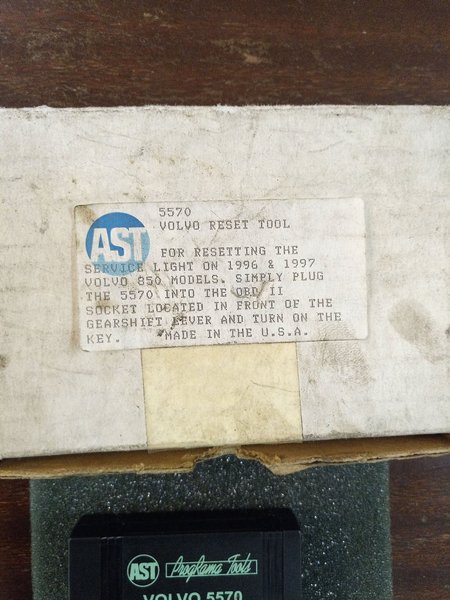 5570
VOLVO RESET TOOL
AST
FOR RESETTING THE
SERVICE LIGHT ON 1996 & 1997
VOLVO 850 MODELS. SIMPLY PLUG
THE 5570 INTO THE OBD II
SOCKET LOCATED IN FRONT OF THE
GEARSHIFT LEVER AND TURN ON THE
KEY. *MADE IN THE U.S.A.
AST Programa Tools
VOLVO 5570